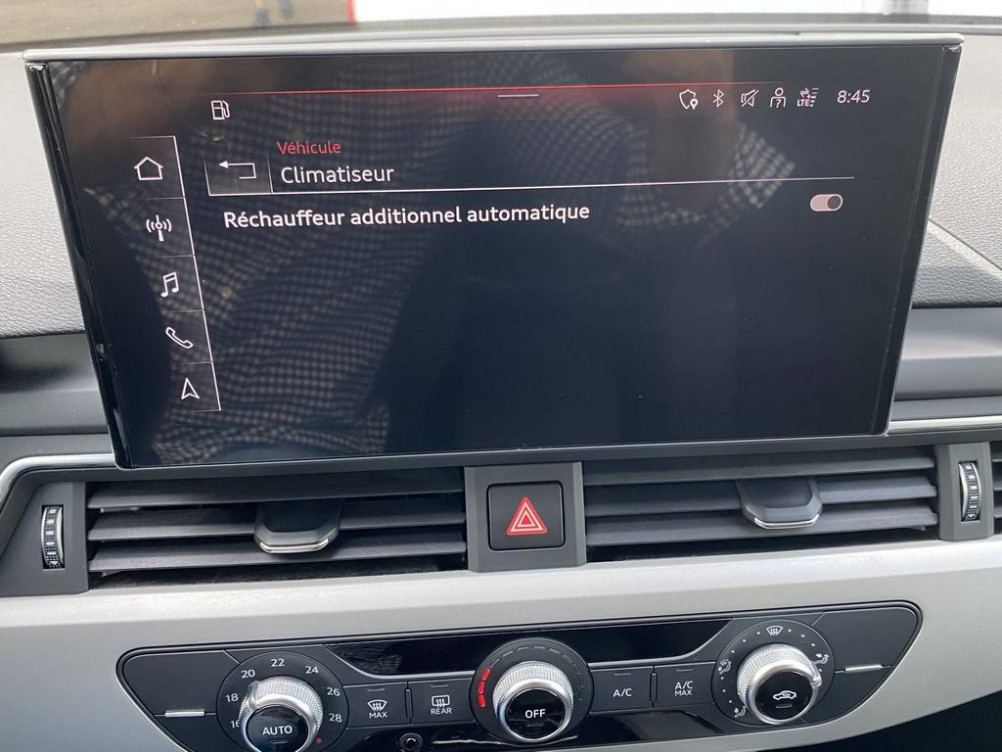 LTE 8:45
Véhicule
Climatiseur
Réchauffeur additionnel automatique
22
20 24
18 26
16 28
AUTO
MAX
REAR
OFF
A/C
A/C
MAX